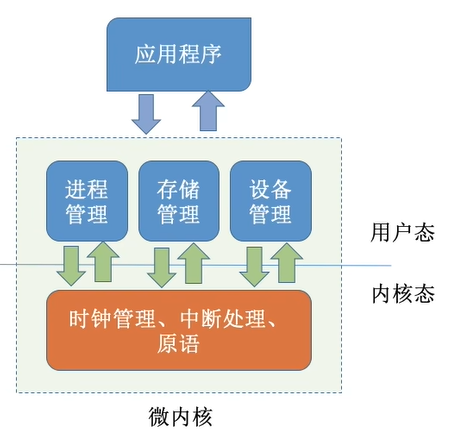 应用程序
进程
管理
存储
管理
设备
管理
用户态
内核态
时钟管理、中断处理、
原语
微内核